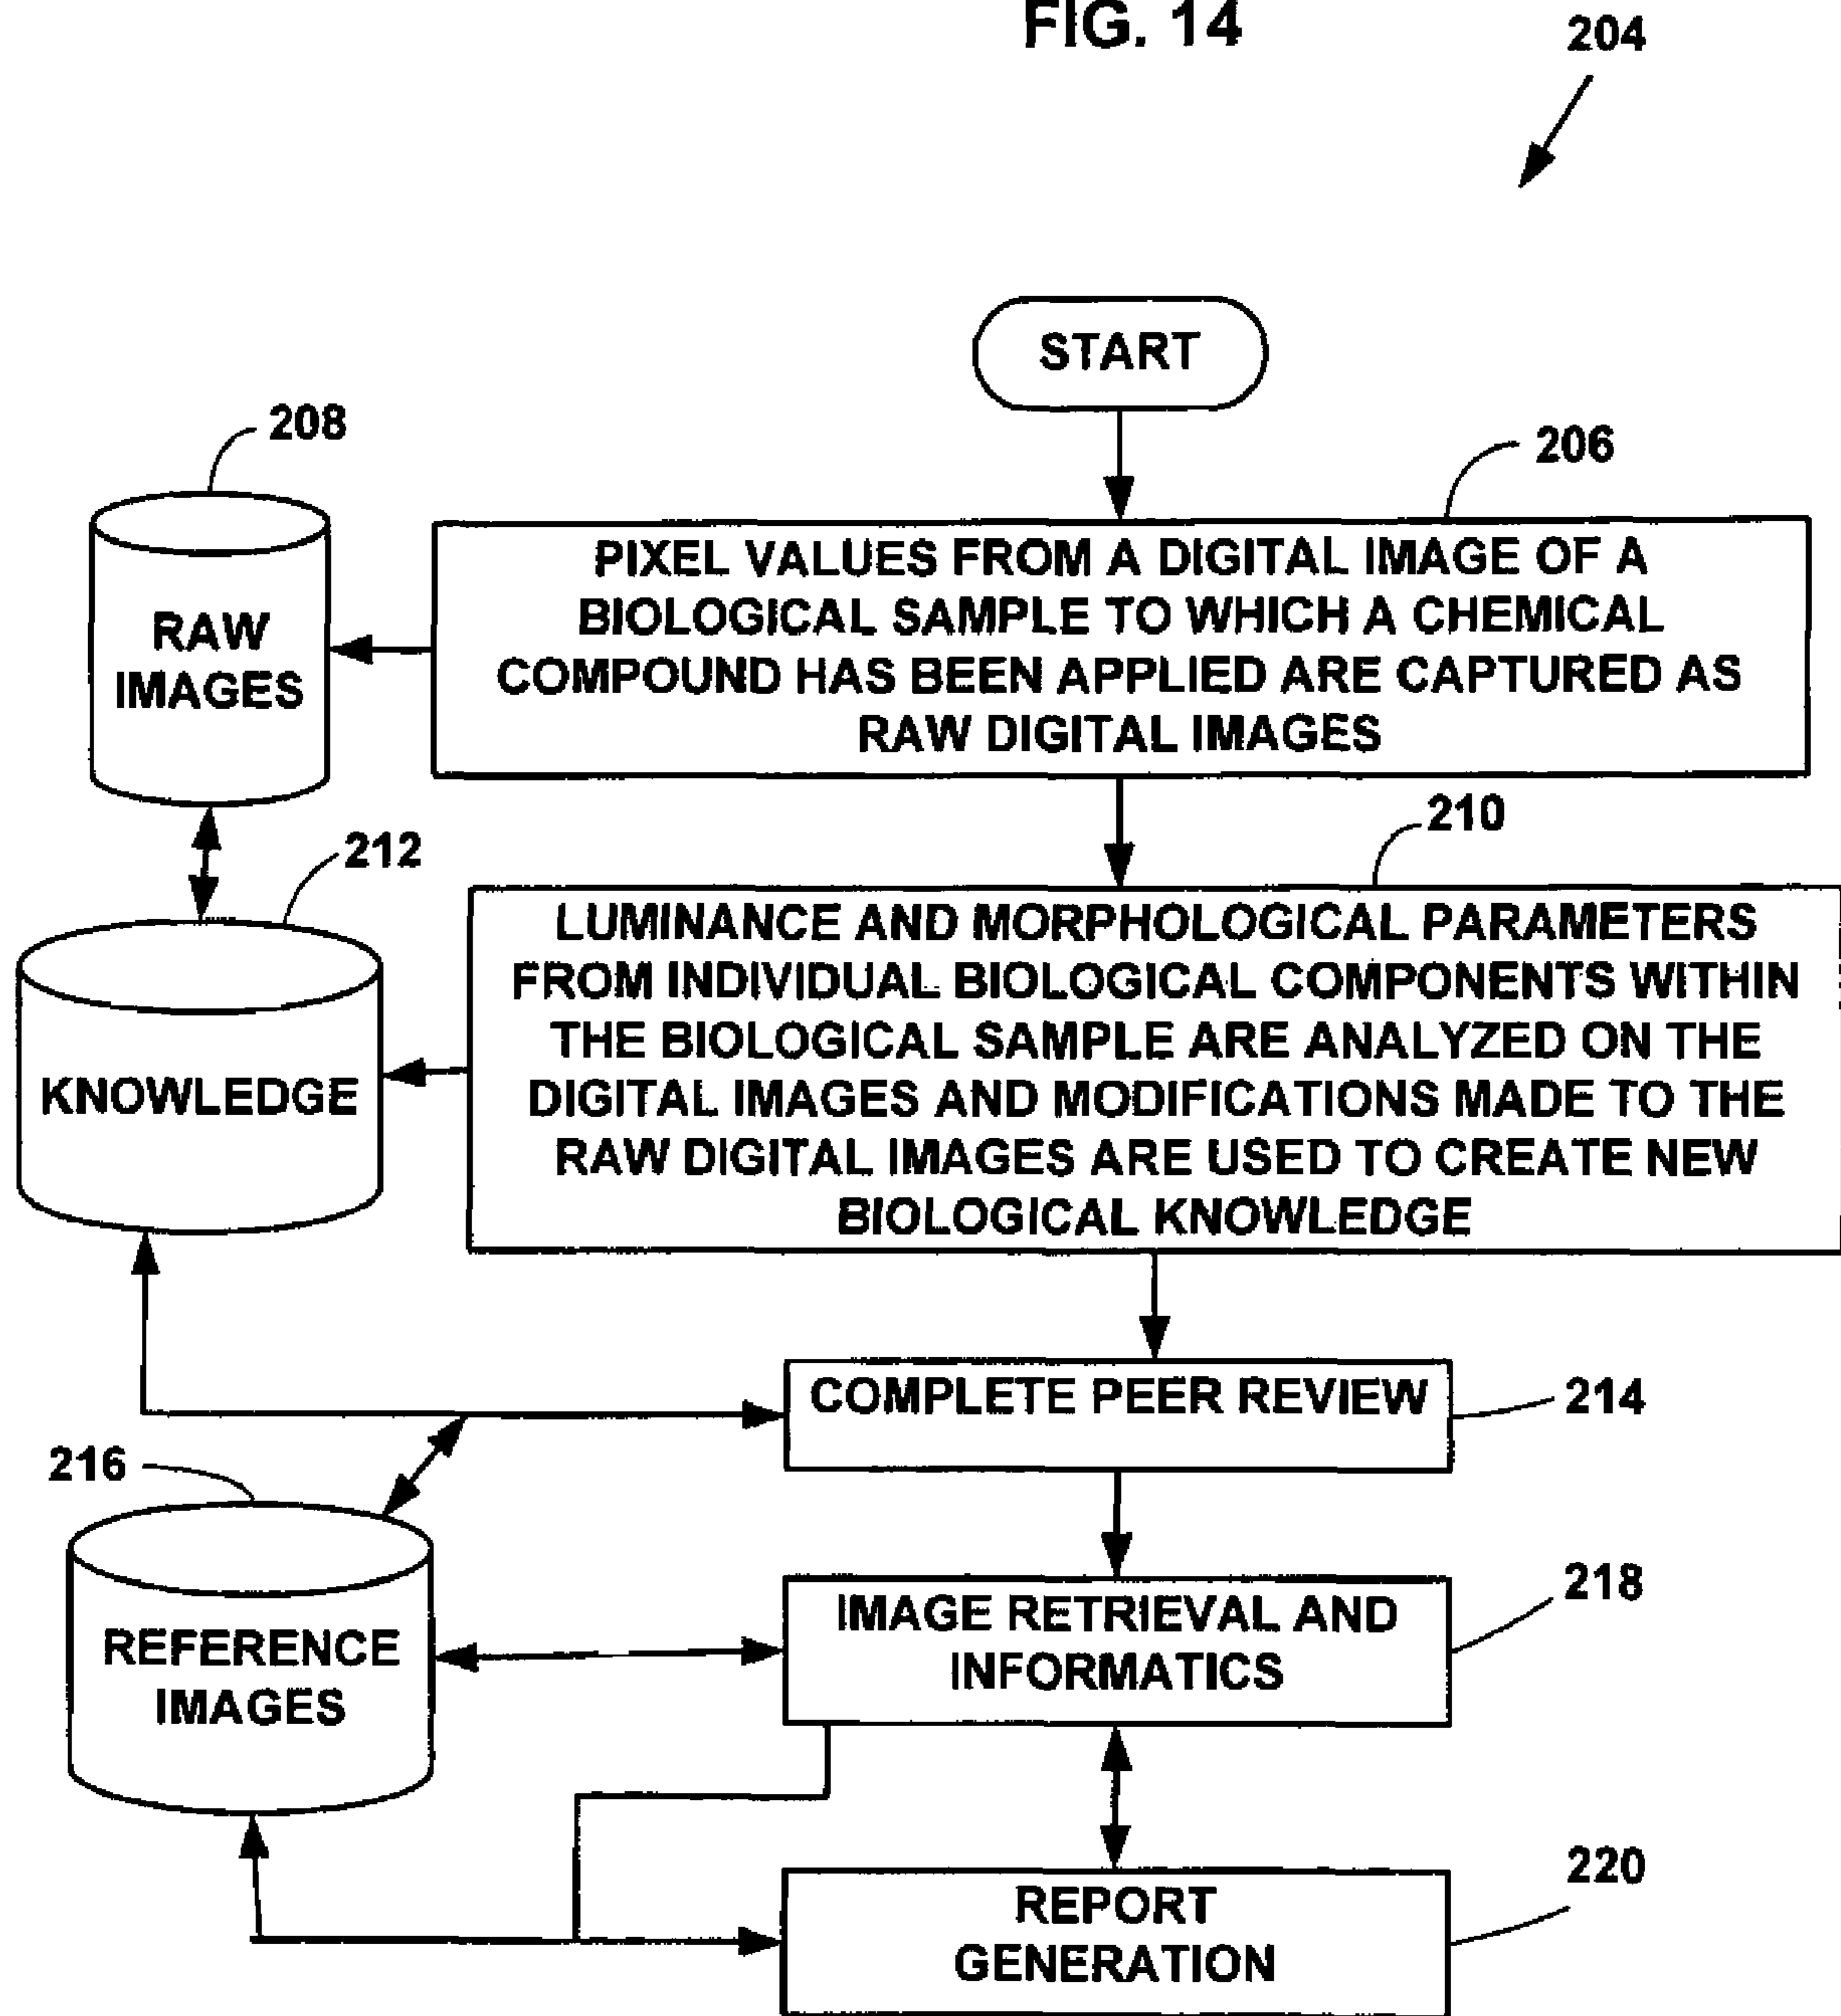 FIG. 14
204
START
208
206
RAW
IMAGES
PIXEL VALUES FROM A DIGITAL IMAGE OF A
BIOLOGICAL SAMPLE TO WHICH A CHEMICAL
COMPOUND HAS BEEN APPLIED ARE CAPTURED AS
RAW DIGITAL IMAGES
210
212
KNOWLEDGE
LUMINANCE AND MORPHOLOGICAL PARAMETERS
FROM INDIVIDUAL BIOLOGICAL COMPONENTS WITHIN
THE BIOLOGICAL SAMPLE ARE ANALYZED ON THE
DIGITAL IMAGES AND MODIFICATIONS MADE TO THE
RAW DIGITAL IMAGES ARE USED TO CREATE NEW
BIOLOGICAL KNOWLEDGE
COMPLETE PEER REVIEW
214
216
REFERENCE
IMAGES
IMAGE RETRIEVAL AND
INFORMATICS
218
REPORT
GENERATION
220